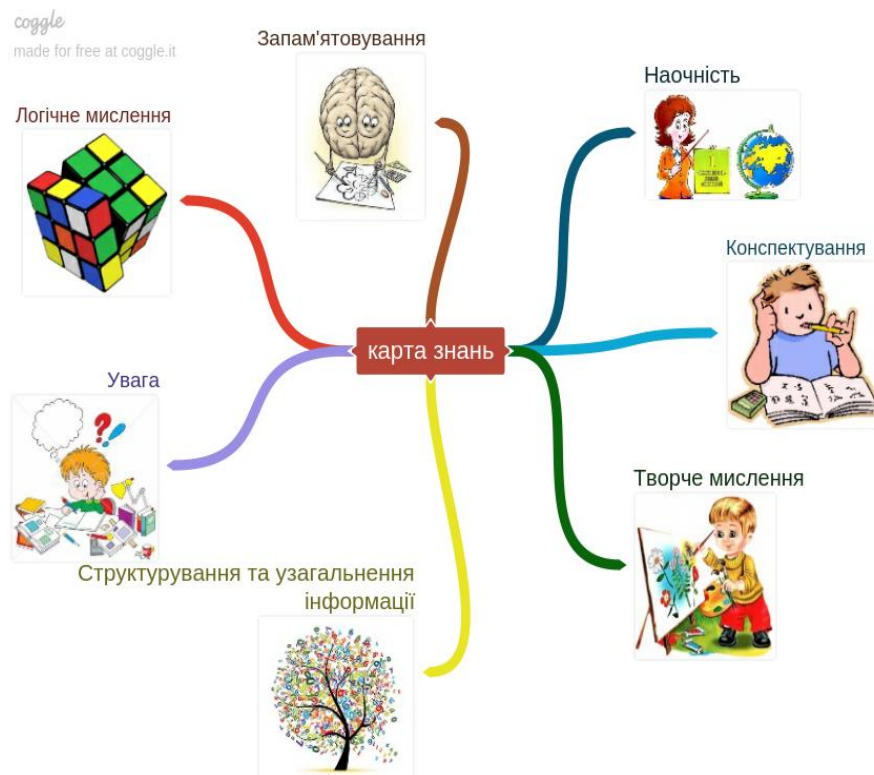 coggle
made for free at coggle.it
Запам'ятовування
Наочність
Логічне мислення
Конспектування
карта знань
Увага
Творче мислення
Структурування та узагальнення
інформації